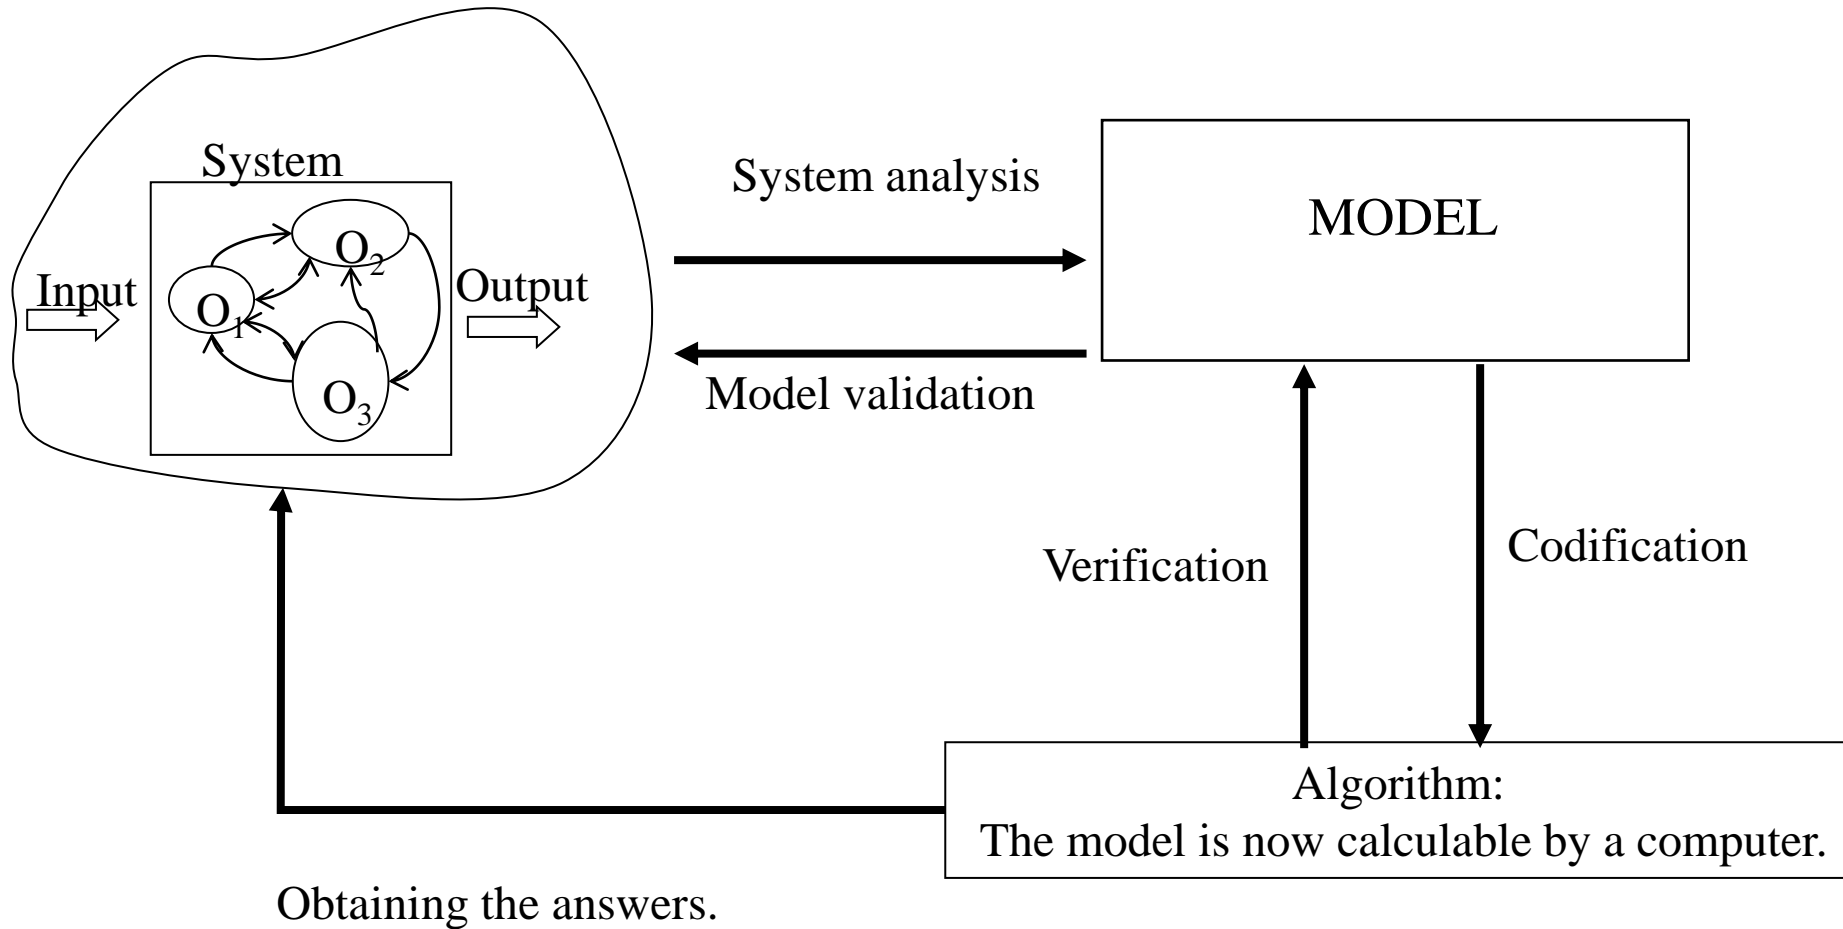 System
Input
O2
O1
O3
Output
System analysis
Model validation
MODEL
Verification
Codification
Algorithm:
The model is now calculable by a computer.
Obtaining the answers.